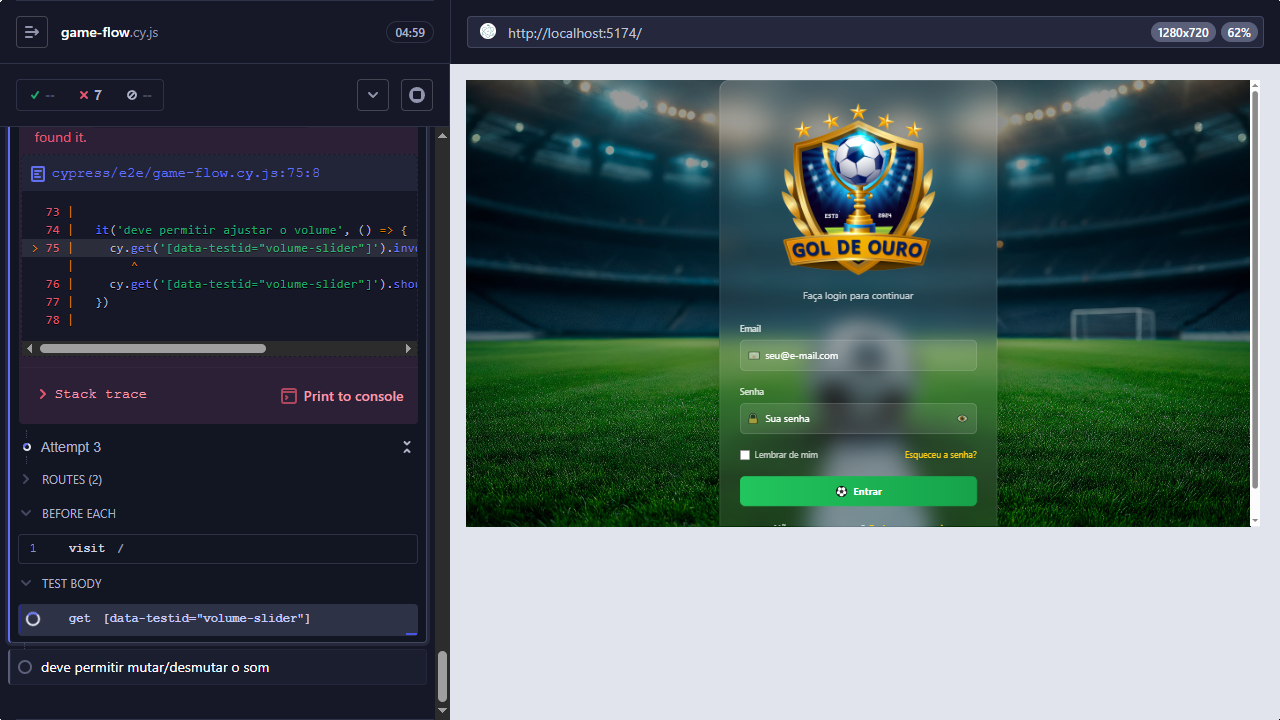 game-flow.cy.js
04:59
--
7
--
found it.
cypress/e2e/game-flow.cy.js:75:8
73 |
74 | it('deve permitir ajustar o volume', () => {
> 75 | cy.get('[data-testid="volume-slider"]').invo
| ^
76 | cy.get('[data-testid="volume-slider"]').shou
77 | })
78 |
Stack trace
Print to console
Attempt 3
ROUTES (2)
BEFORE EACH
1 visit /
TEST BODY
get [data-testid="volume-slider"]
deve permitir mutar/desmutar o som
http://localhost:5174/
1280x720
62%
ESTD 2024
GOL DE OURO
Faça login para continuar
Email
seu@e-mail.com
Senha
Sua senha
Lembrar de mim
Esqueceu a senha?
Entrar